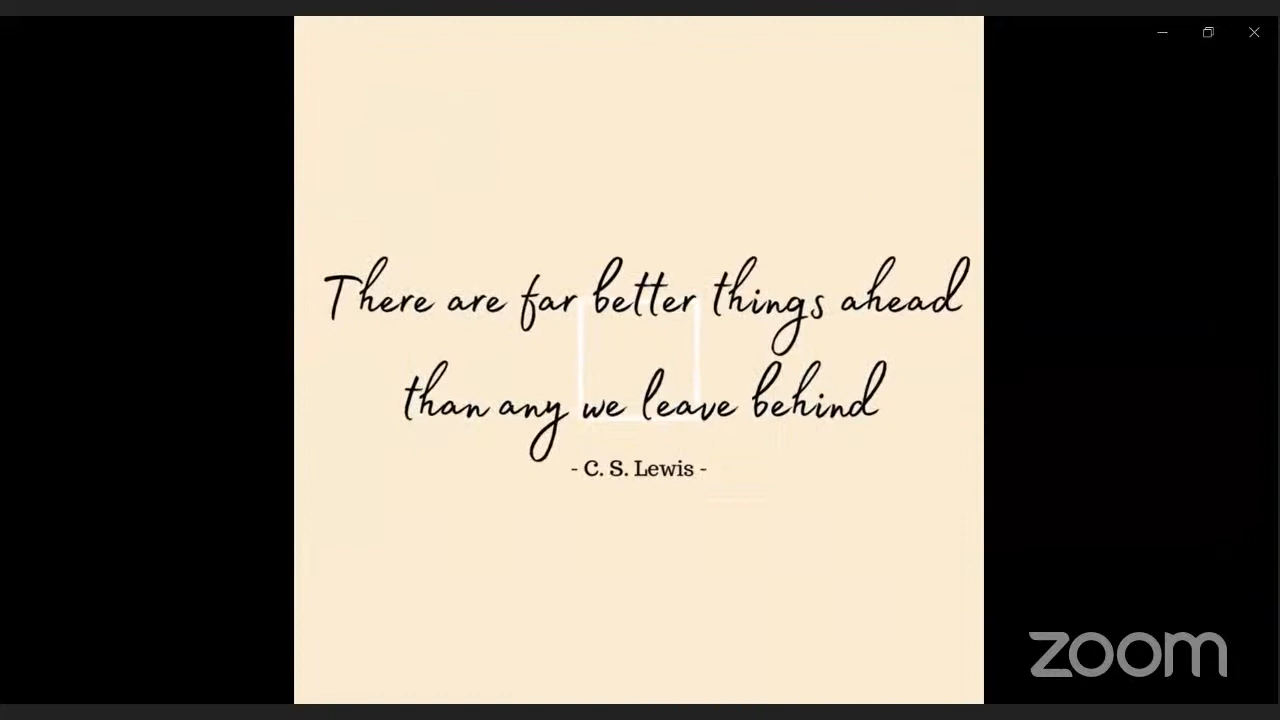 There are far better things ahead
than any we leave behind
- C. S. Lewis -
zoom